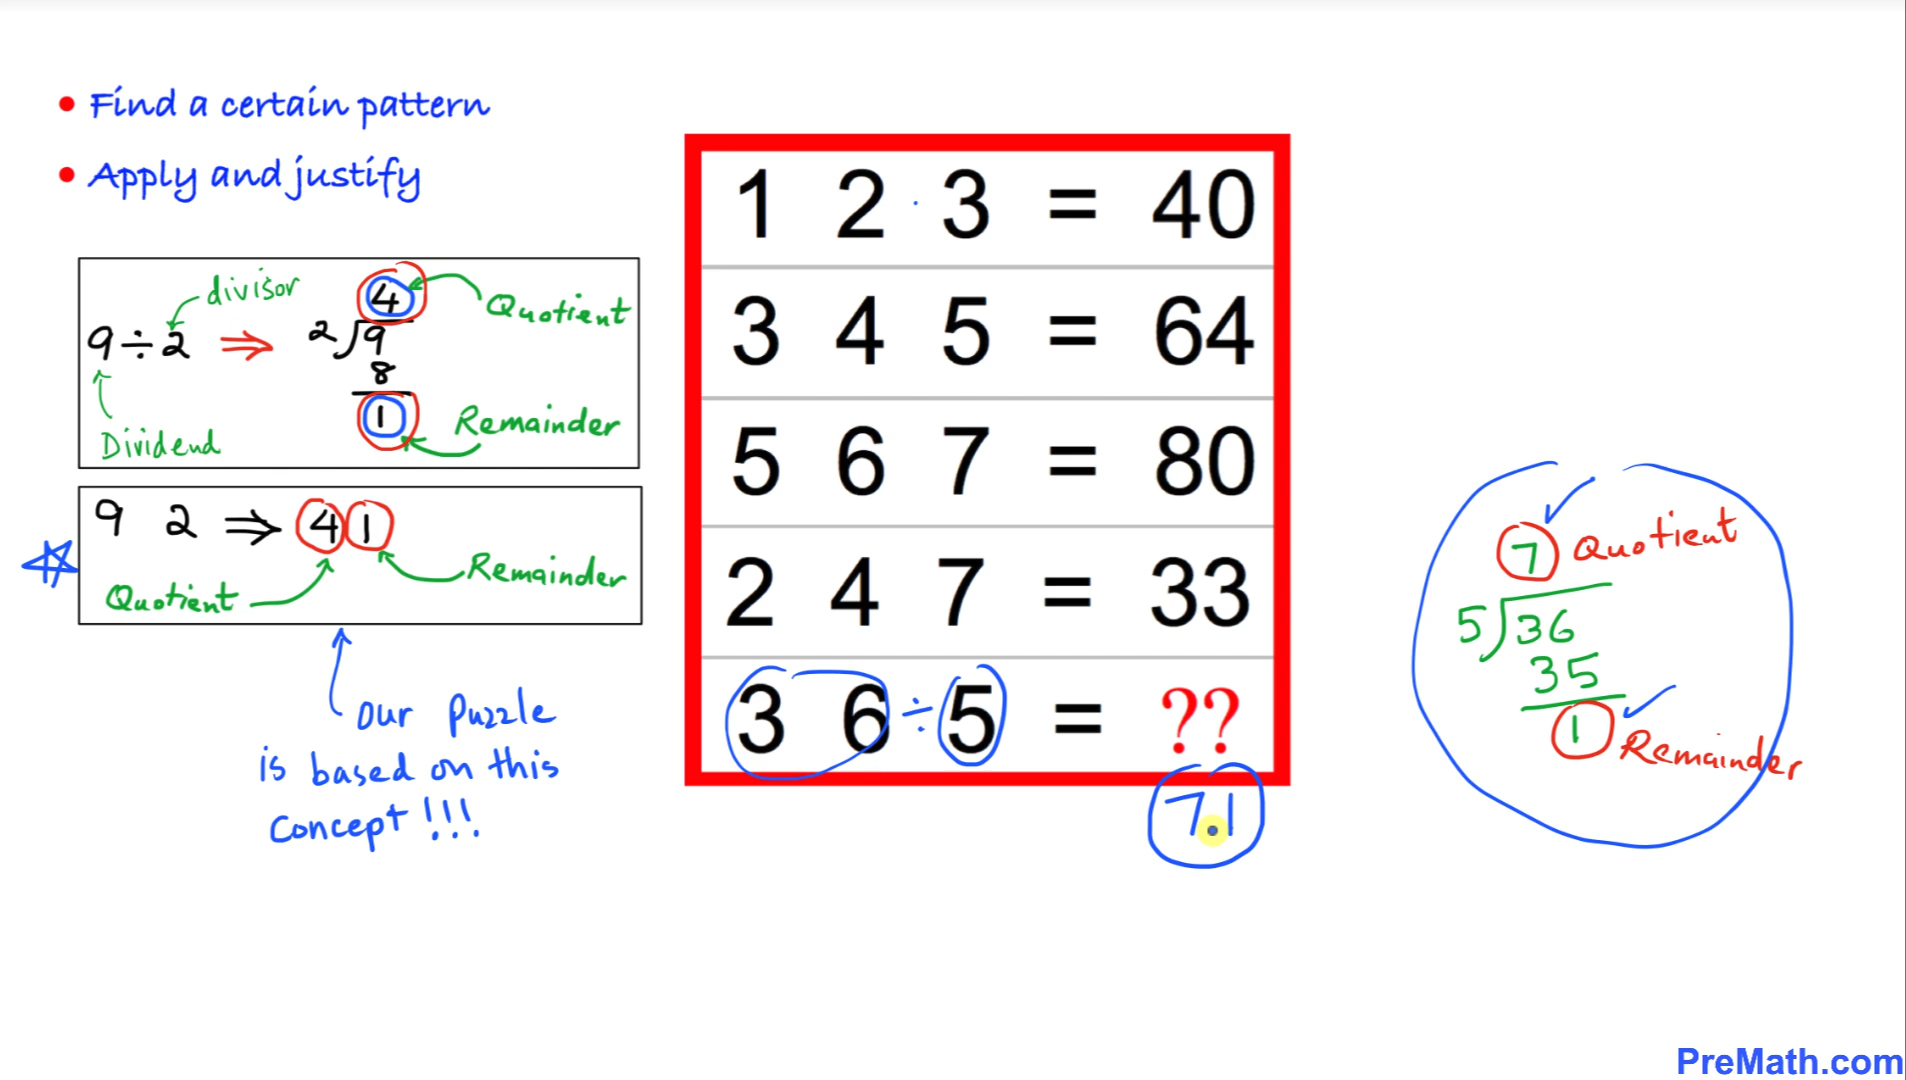 • Find a certain pattern
• Apply and justify
9 ÷ 2 ⇒ 2 9
divisor
Dividend
4
Quotient
8
1
Remainder
9 2 ⇒ 4 1
Quotient
Remainder
Our Puzzle
is based on this
Concept !!!
1 2 3 = 40
3 4 5 = 64
5 6 7 = 80
2 4 7 = 33
3 6 ÷ 5 = ??
71
7 Quotient
5 36
35
1 Remainder
PreMath.com